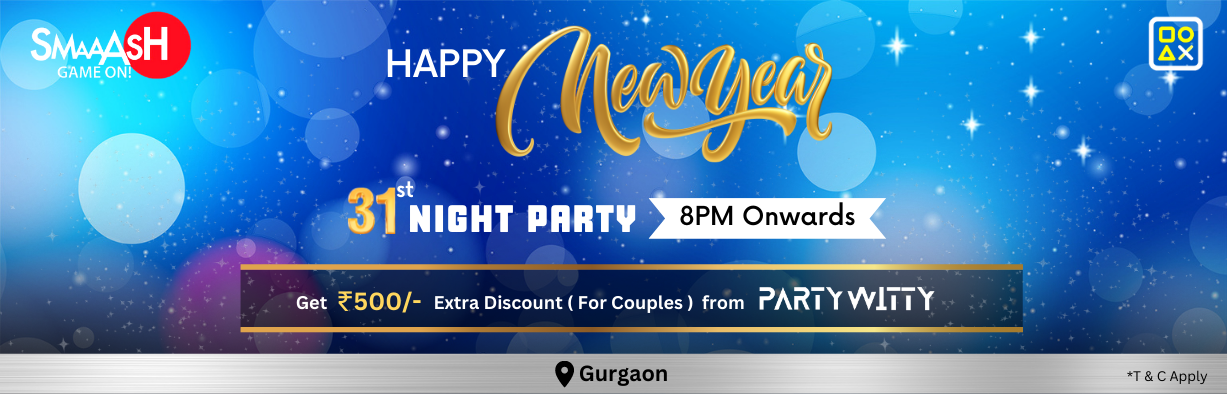 SMAAASH
GAME ON!
HAPPY New Year
31st NIGHT PARTY 8PM Onwards
Get ₹500/- Extra Discount ( For Couples ) from PARTYWITTY
Gurgaon
*T & C Apply